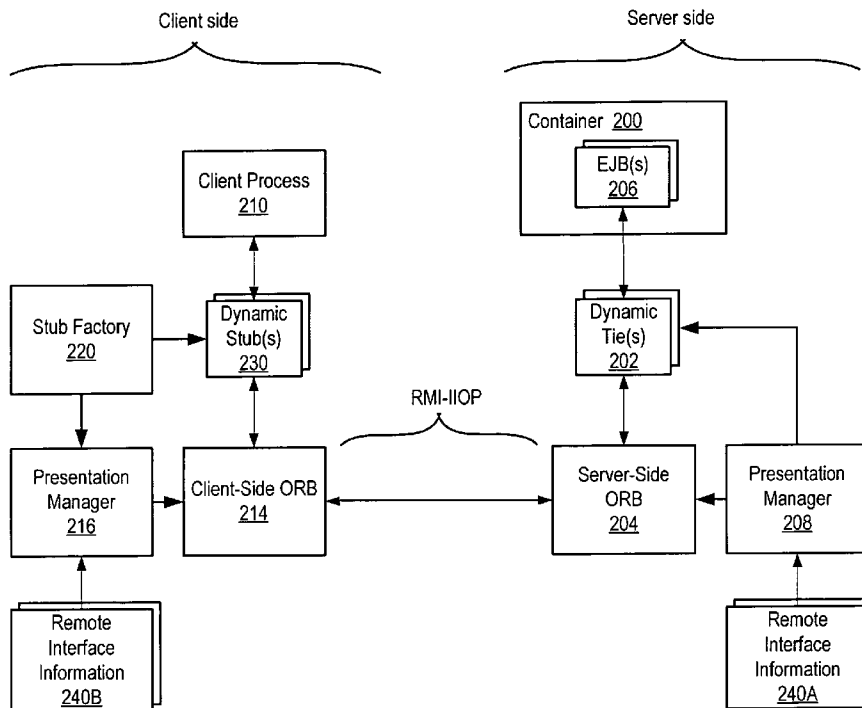 Client side
Server side
Container 200
EJB(s)
206
Client Process
210
Stub Factory
220
Dynamic
Stub(s)
230
Dynamic
Tie(s)
202
RMI-IIOP
Presentation
Manager
216
Client-Side ORB
214
Server-Side
ORB
204
Presentation
Manager
208
Remote
Interface
Information
240B
Remote
Interface
Information
240A